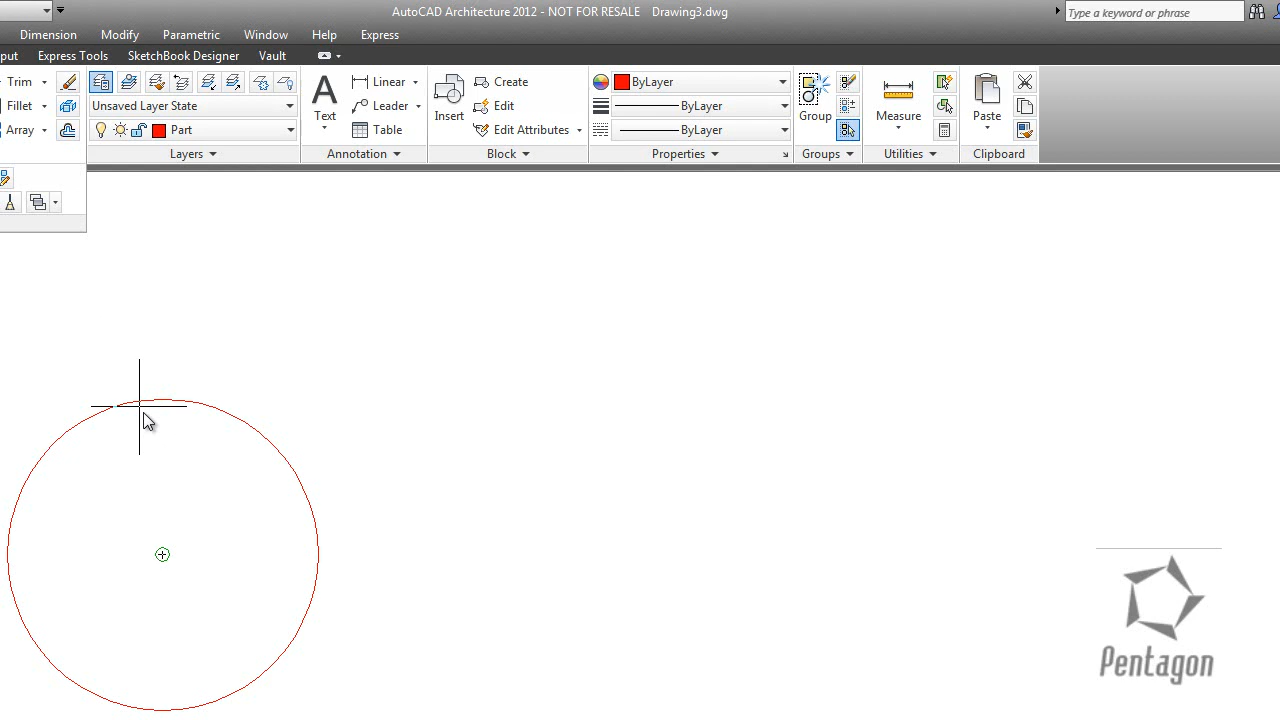 AutoCAD Architecture 2012 - NOT FOR RESALE Drawing3.dwg
Type a keyword or phrase
Dimension Modify Parametric Window Help Express
put Express Tools SketchBook Designer Vault
Trim
Fillet
Array
Unsaved Layer State
Part
Layers
Text
Linear
Leader
Table
Annotation
Insert
Create
Edit
Edit Attributes
Block
ByLayer
ByLayer
ByLayer
Properties
Group
Groups
Measure
Utilities
Paste
Clipboard
Pentagon